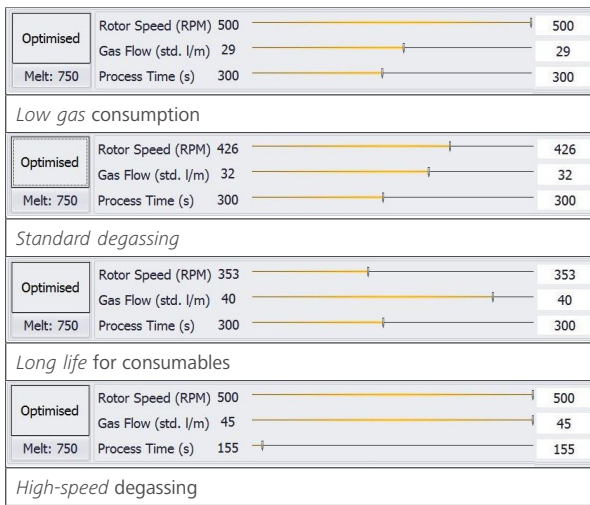 Optimised
Rotor Speed (RPM) 500 500
Gas Flow (std. l/m) 29 29
Melt: 750 Process Time (s) 300 300
Low gas consumption
Optimised
Rotor Speed (RPM) 426 426
Gas Flow (std. l/m) 32 32
Melt: 750 Process Time (s) 300 300
Standard degassing
Optimised
Rotor Speed (RPM) 353 353
Gas Flow (std. l/m) 40 40
Melt: 750 Process Time (s) 300 300
Long life for consumables
Optimised
Rotor Speed (RPM) 500 500
Gas Flow (std. l/m) 45 45
Melt: 750 Process Time (s) 155 155
High-speed degassing